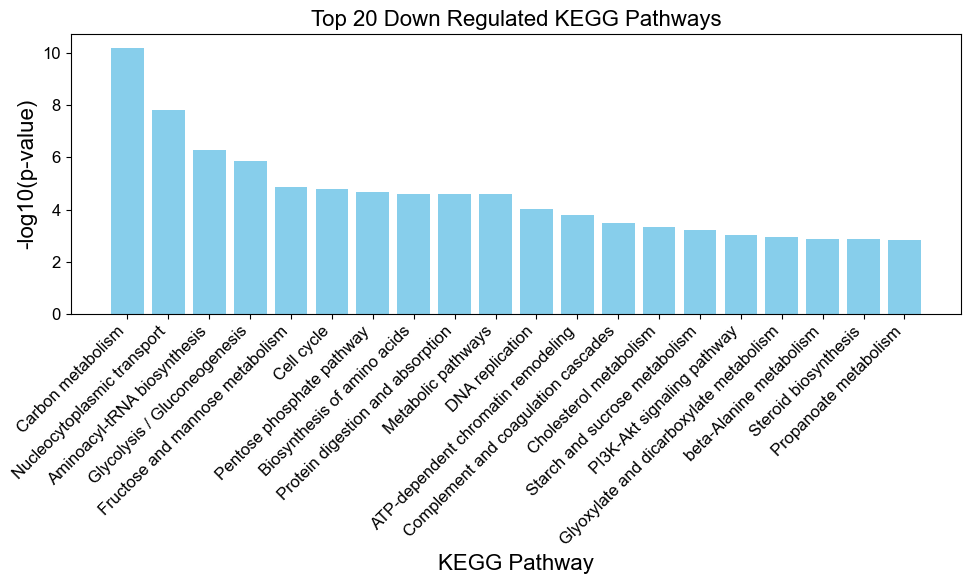 Top 20 Down Regulated KEGG Pathways
-log10(p-value)
10
8
6
4
2
0
Carbon metabolism
Nucleocytoplasmic transport
Aminoacyl-tRNA biosynthesis
Glycolysis / Gluconeogenesis
Fructose and mannose metabolism
Cell cycle
Pentose phosphate pathway
Biosynthesis of amino acids
Protein digestion and absorption
Metabolic pathways
DNA replication
ATP-dependent chromatin remodeling
Complement and coagulation cascades
Cholesterol metabolism
Starch and sucrose metabolism
PI3K-Akt signaling pathway
Glyoxylate and dicarboxylate metabolism
beta-Alanine metabolism
Steroid biosynthesis
Propanoate metabolism
KEGG Pathway